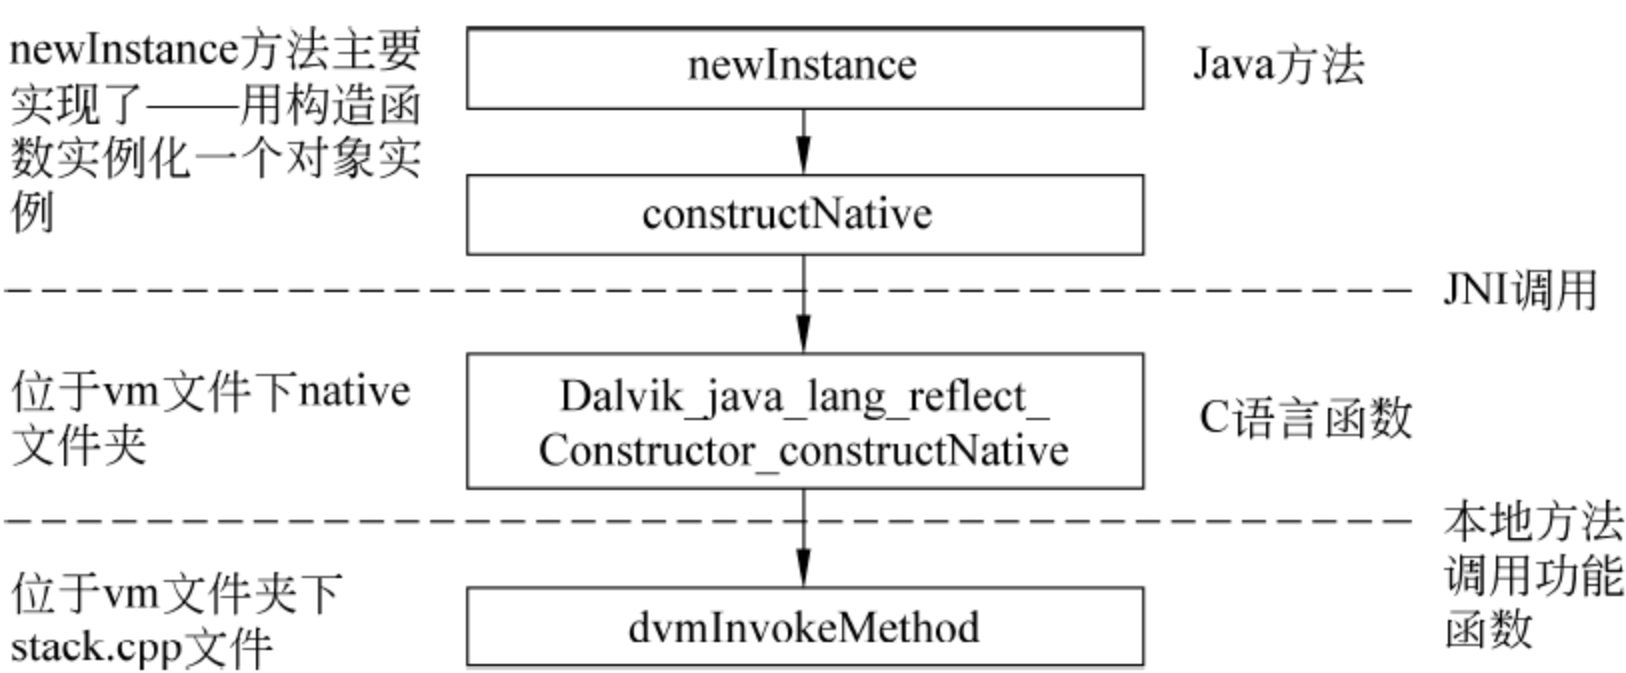 newInstance方法主要
实现了——用构造函
数实例化一个对象实
例
newInstance
Java方法
constructNative
JNI调用
位于vm文件下native
文件夹
Dalvik_java_lang_reflect_
Constructor_constructNative
C语言函数
本地方法
调用功能
函数
位于vm文件夹下
stack.cpp文件
dvmInvokeMethod